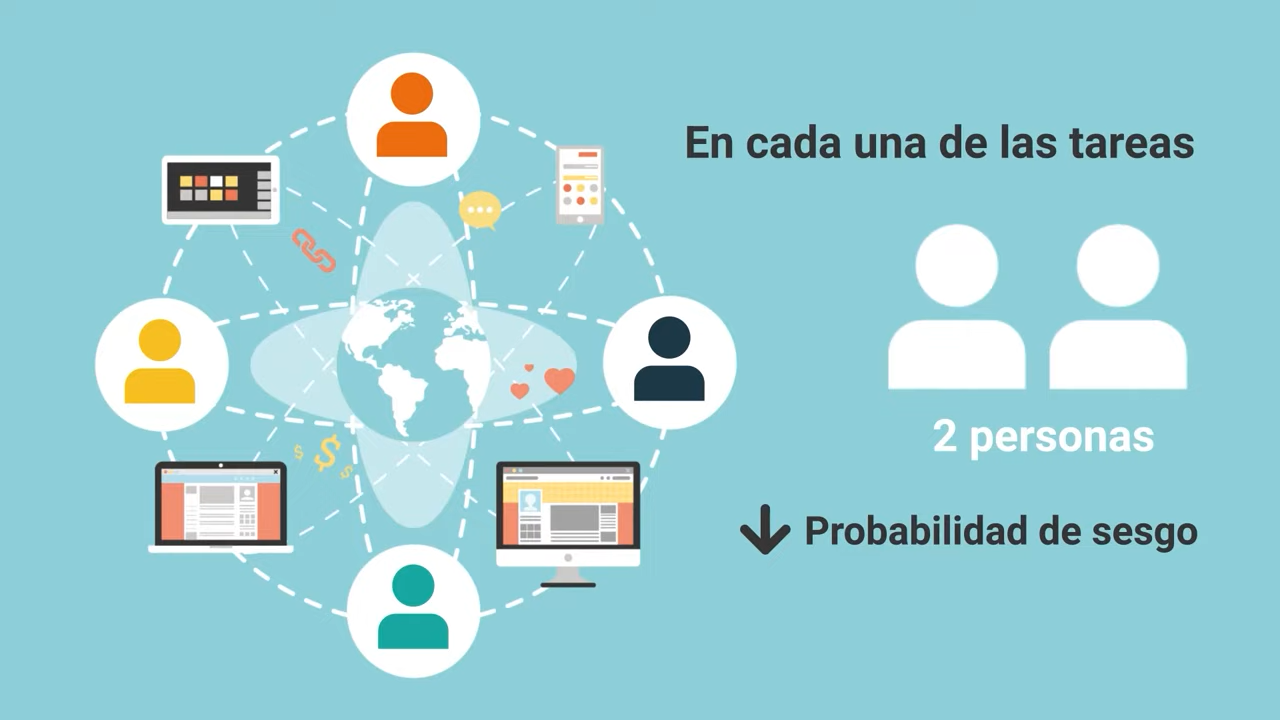 En cada una de las tareas
2 personas
Probabilidad de sesgo